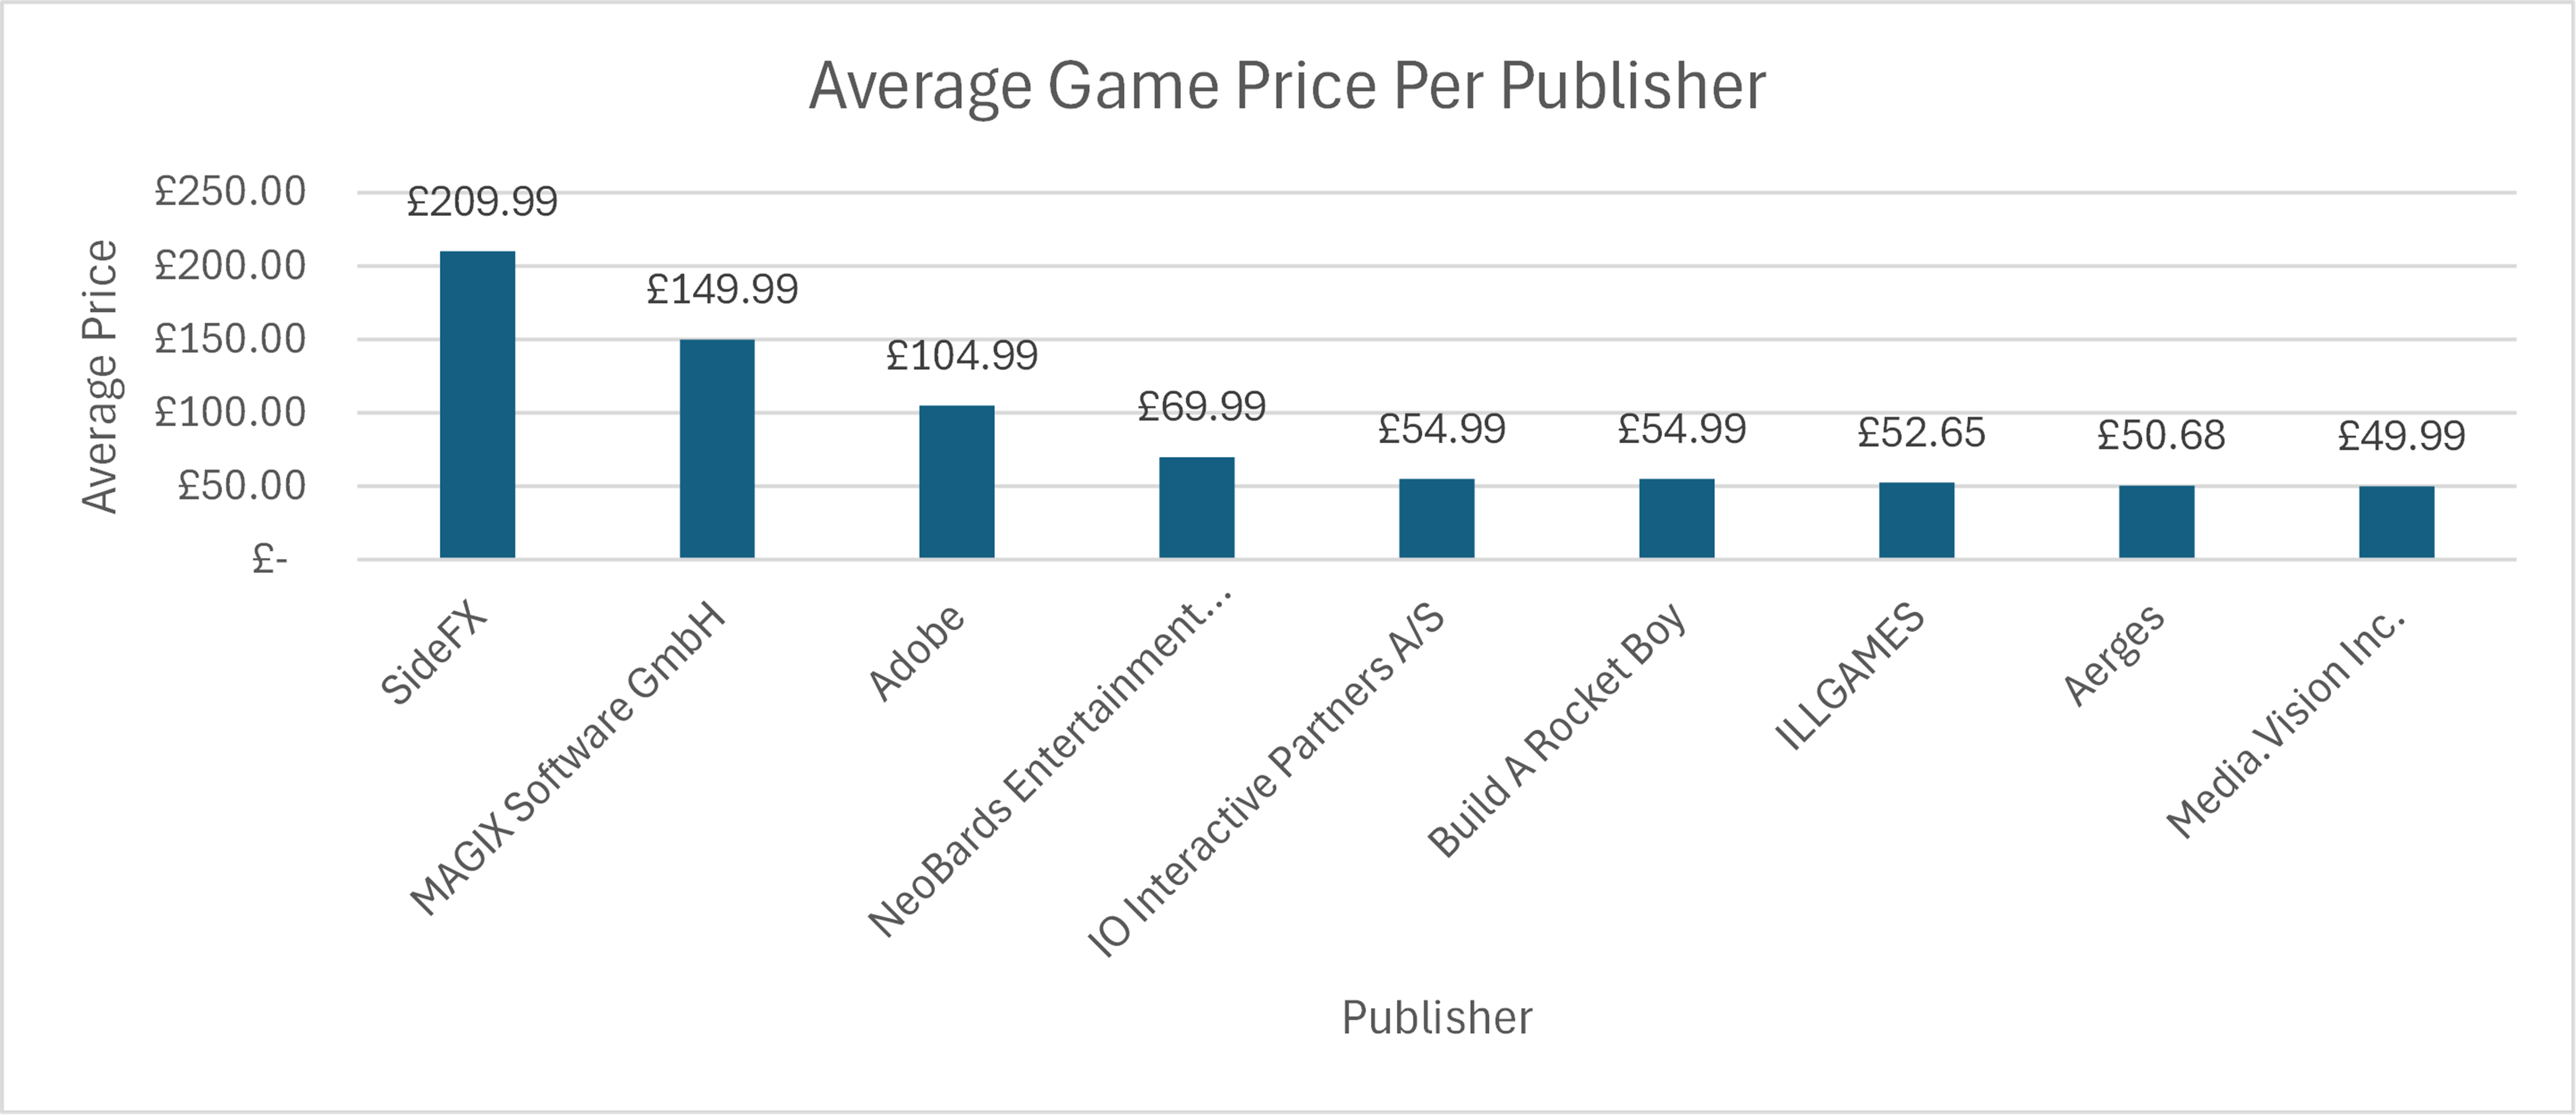 Average Game Price Per Publisher
Average Price
£250.00
£200.00
£150.00
£100.00
£50.00
£-
£209.99
£149.99
£104.99
£69.99
£54.99
£54.99
£52.65
£50.68
£49.99
SideFX
MAGIX Software GmbH
Adobe
NeoBards Entertainment...
IO Interactive Partners A/S
Build A Rocket Boy
ILLGAMES
Aerges
Media.Vision Inc.
Publisher